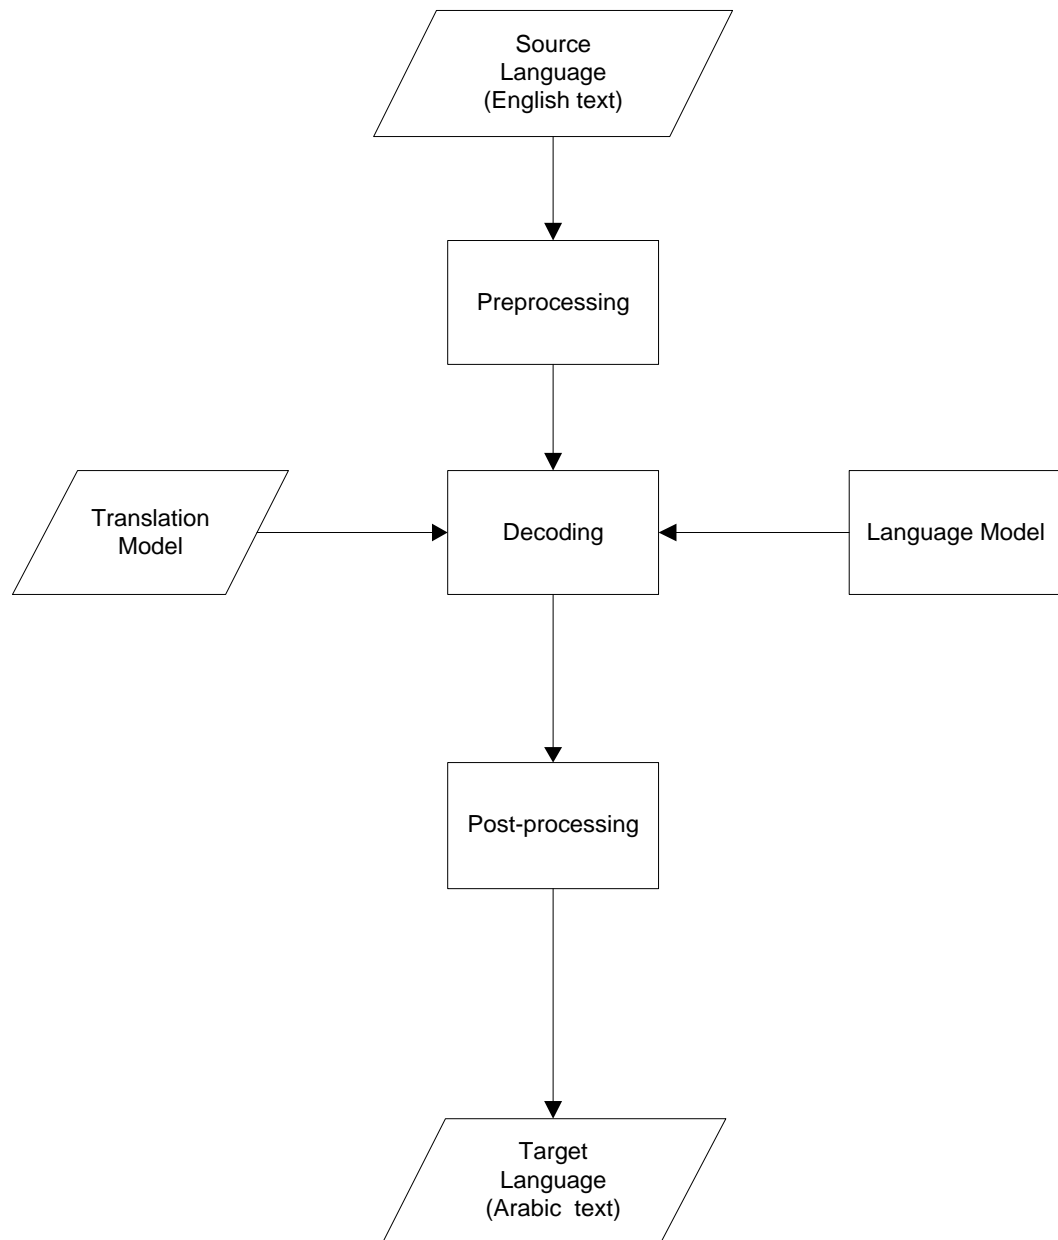 Source
Language
(English text)
Preprocessing
Translation
Model
Decoding
Language Model
Post-processing
Target
Language
(Arabic text)